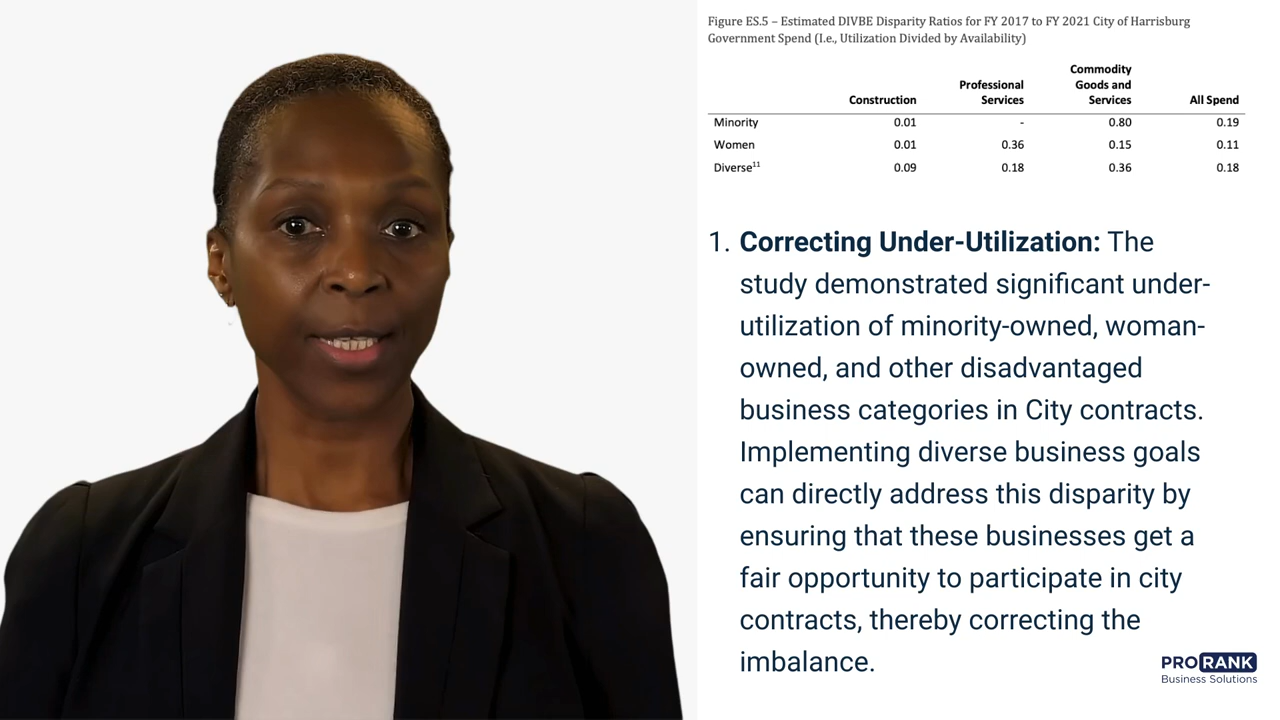 Figure ES.5 – Estimated DIVBE Disparity Ratios for FY 2017 to FY 2021 City of Harrisburg
Government Spend (I.e., Utilization Divided by Availability)
Construction Professional Services Commodity Goods and Services All Spend
Minority 0.01 - 0.80 0.19
Women 0.01 0.36 0.15 0.11
Diverse11 0.09 0.18 0.36 0.18
1. Correcting Under-Utilization: The
study demonstrated significant under-
utilization of minority-owned, woman-
owned, and other disadvantaged
business categories in City contracts.
Implementing diverse business goals
can directly address this disparity by
ensuring that these businesses get a
fair opportunity to participate in city
contracts, thereby correcting the
imbalance.
PRORANK
Business Solutions